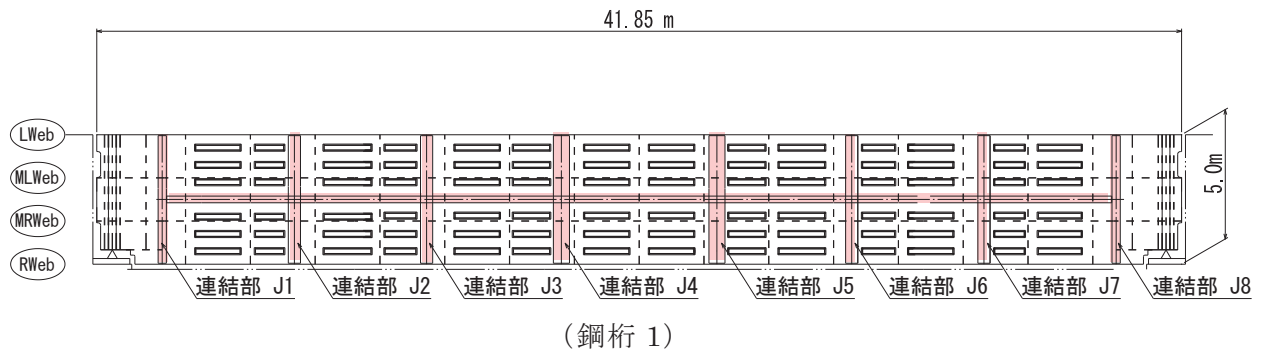 41.85 m
LWeb
MLWeb
MRWeb
RWeb
5.0m
連結部 J1
連結部 J2
連結部 J3
連結部 J4
連結部 J5
連結部 J6
連結部 J7
連結部 J8
(鋼桁 1)